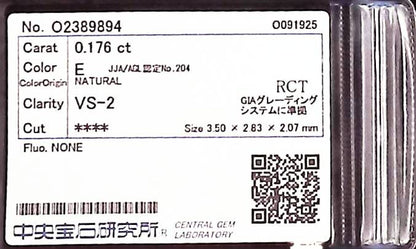 No. O2389894 O091925
Carat 0.176 ct
Color E JJA/AGL認定No.204
ColorOrigin NATURAL
RCT
Clarity VS-2 GIAグレーディング
システムに準拠
Cut **** Size 3.50 × 2.83 × 2.07 mm
Fluo. NONE
中央宝石研究所® CENTRAL GEM
LABORATORY